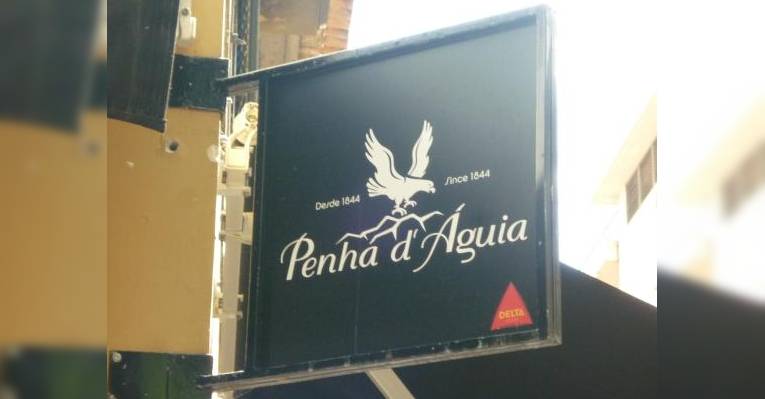 Desde 1844
Since 1844
Penha d'Águia
DELTA